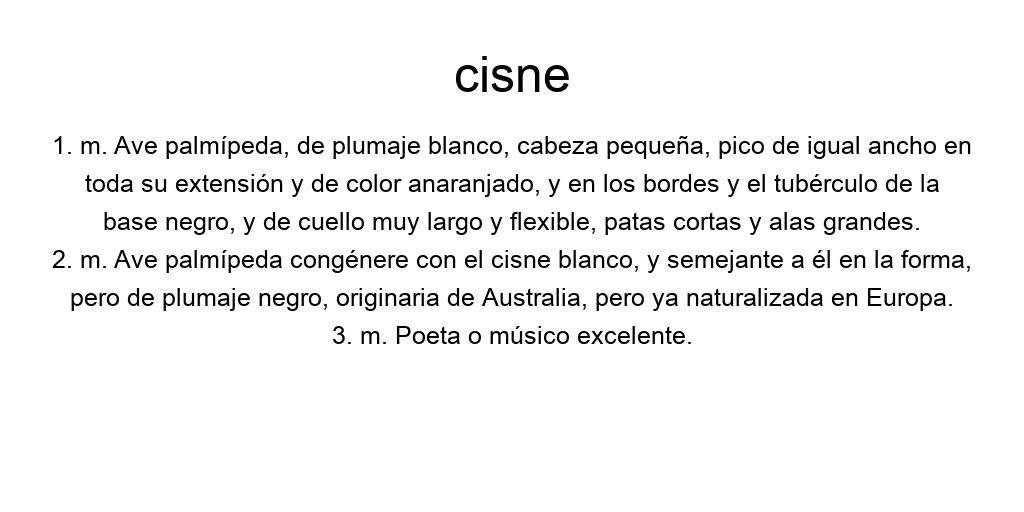 cisne
1. m. Ave palmípeda, de plumaje blanco, cabeza pequeña, pico de igual ancho en
toda su extensión y de color anaranjado, y en los bordes y el tubérculo de la
base negro, y de cuello muy largo y flexible, patas cortas y alas grandes.
2. m. Ave palmípeda congénere con el cisne blanco, y semejante a él en la forma,
pero de plumaje negro, originaria de Australia, pero ya naturalizada en Europa.
3. m. Poeta o músico excelente.